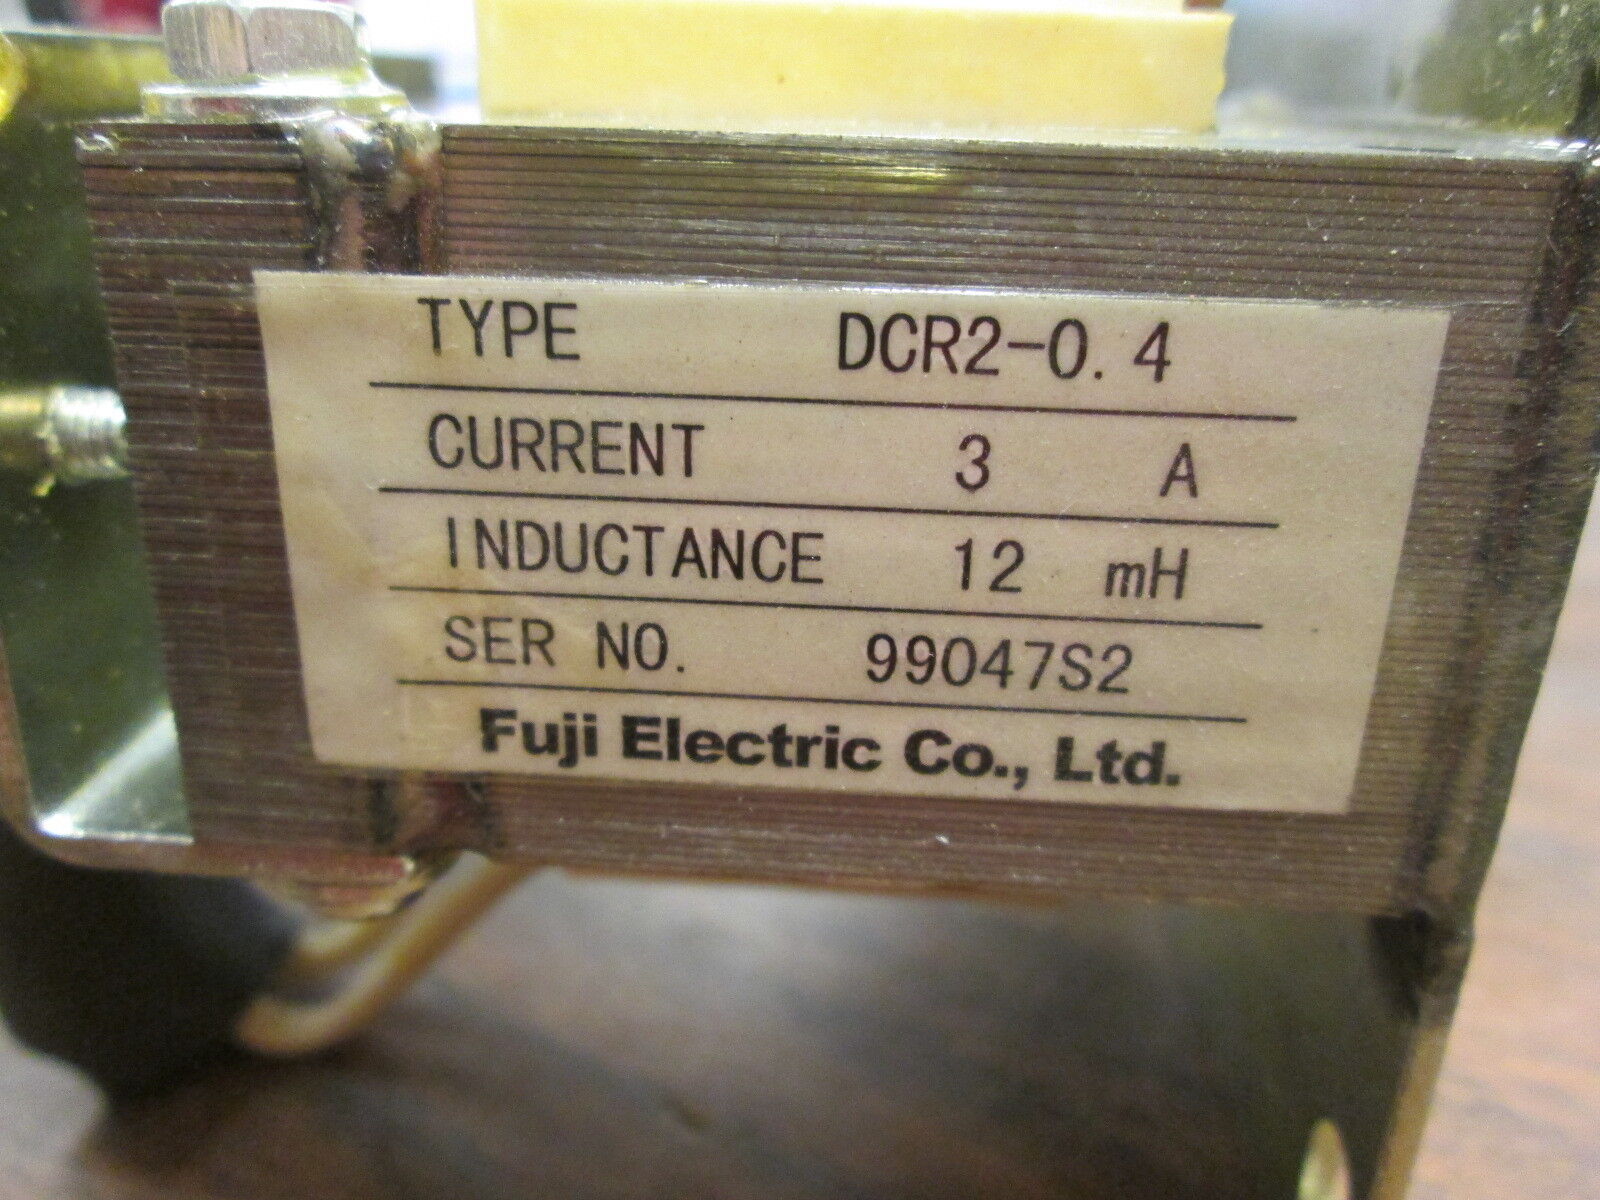 TYPE DCR2-0.4
CURRENT 3 A
INDUCTANCE 12 mH
SER NO. 99047S2
Fuji Electric Co., Ltd.